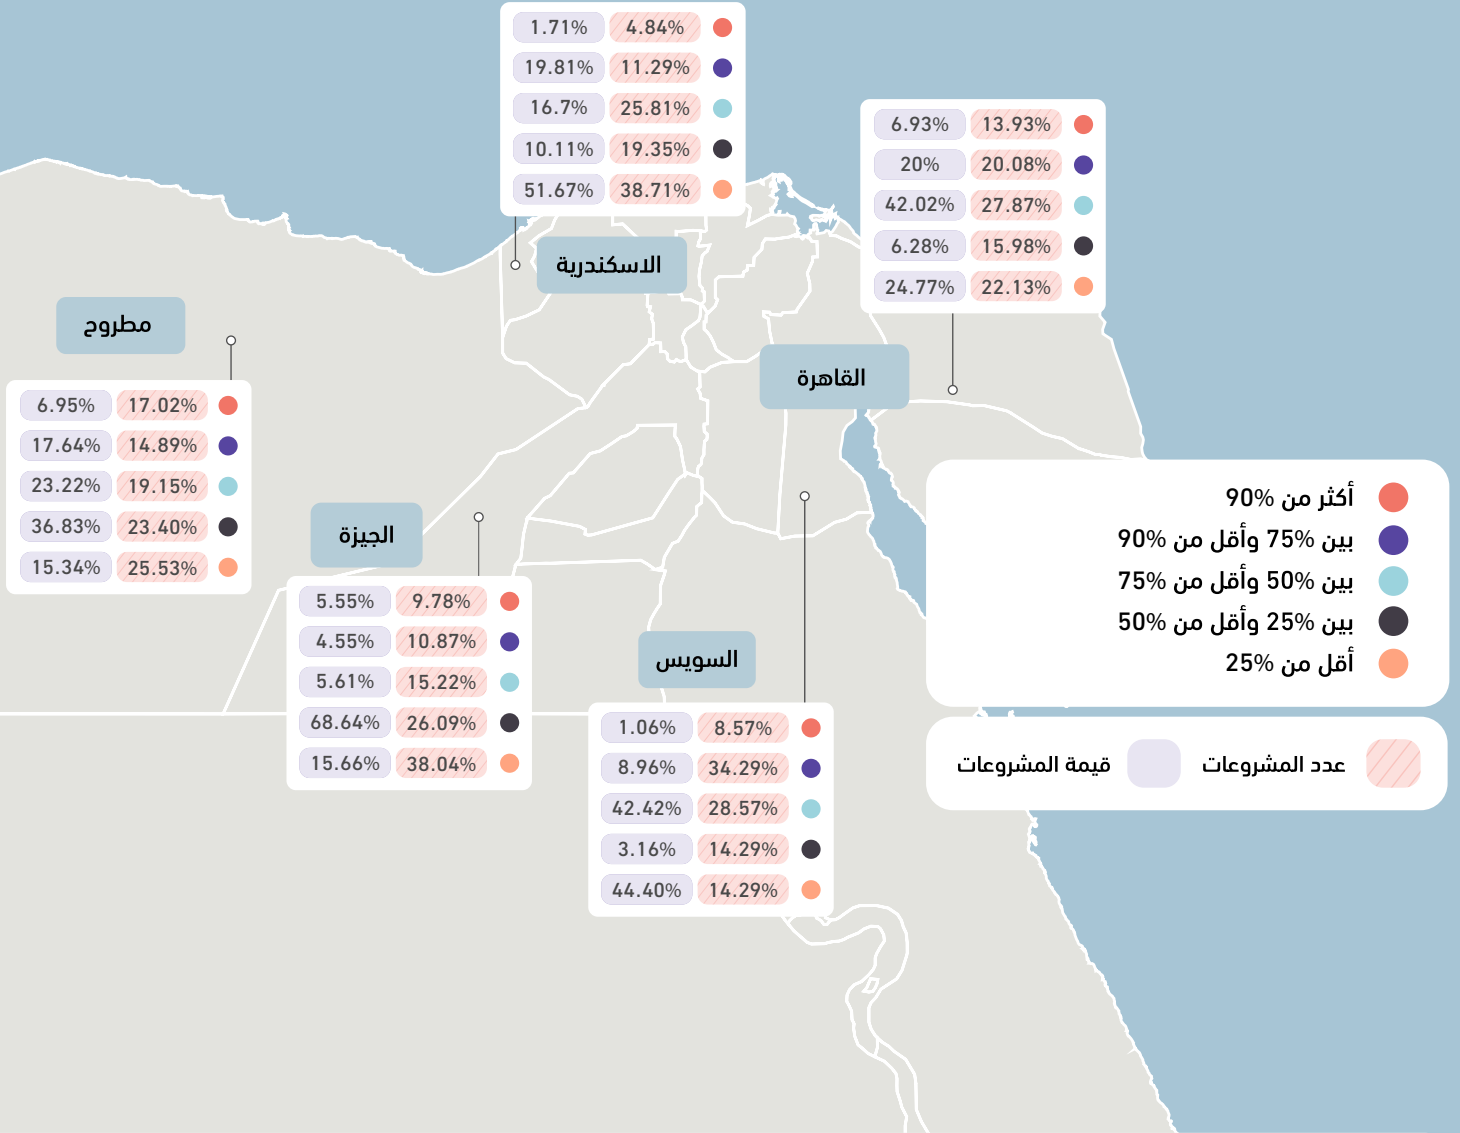 4.84% 1.71%
11.29% 19.81%
25.81% 16.7%
19.35% 10.11%
38.71% 51.67%
الاسكندرية
13.93% 6.93%
20.08% 20%
27.87% 42.02%
15.98% 6.28%
22.13% 24.77%
القاهرة
مطروح
17.02% 6.95%
14.89% 17.64%
19.15% 23.22%
23.40% 36.83%
25.53% 15.34%
الجيزة
9.78% 5.55%
10.87% 4.55%
15.22% 5.61%
26.09% 68.64%
38.04% 15.66%
السويس
8.57% 1.06%
34.29% 8.96%
28.57% 42.42%
14.29% 3.16%
14.29% 44.40%
أكثر من 90%
بين 75% وأقل من 90%
بين 50% وأقل من 75%
بين 25% وأقل من 50%
أقل من 25%
عدد المشروعات
قيمة المشروعات